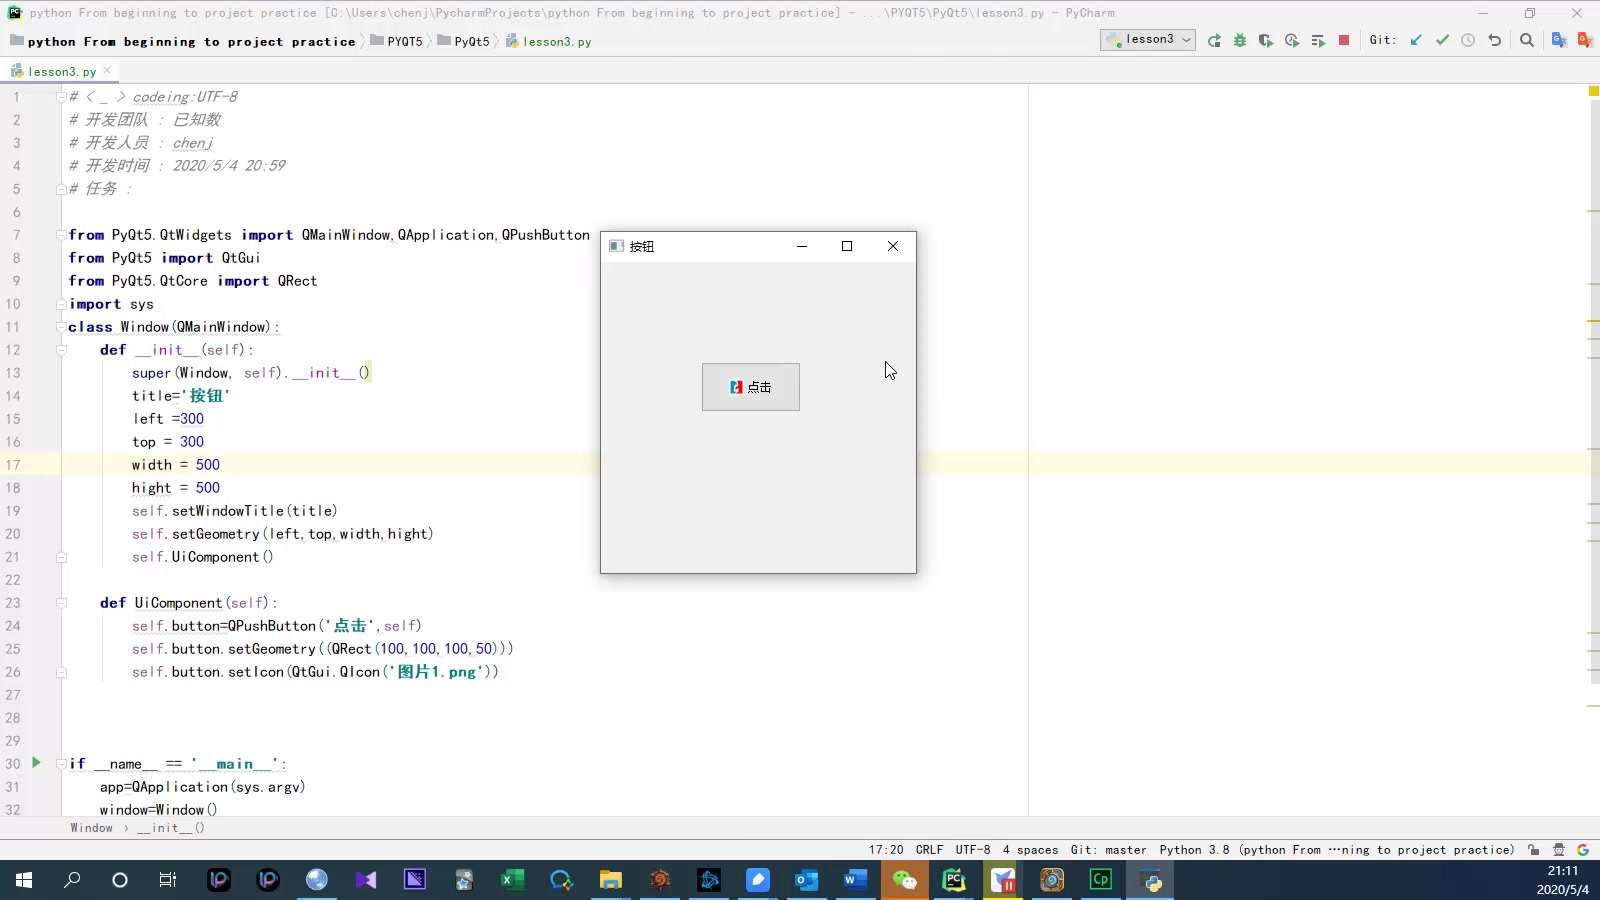 python From beginning to project practice [C:\Users\chenj\PycharmProjects\python From beginning to project practice] - ...\PYQT5\PyQt5\lesson3.py - PyCharm
python From beginning to project practice PYQT5 PyQt5 lesson3.py lesson3 Git:
lesson3.py
1 # < _ > codeing:UTF-8
2 # 开发团队 : 已知数
3 # 开发人员 : chenj
4 # 开发时间 : 2020/5/4 20:59
5 # 任务 :
6
7 from PyQt5.QtWidgets import QMainWindow,QApplication,QPushButton
8 from PyQt5 import QtGui
9 from PyQt5.QtCore import QRect
10 import sys
11 class Window(QMainWindow):
12 def __init__(self):
13 super(Window, self).__init__()
14 title='按钮'
15 left =300
16 top = 300
17 width = 500
18 hight = 500
19 self.setWindowTitle(title)
20 self.setGeometry(left,top,width,hight)
21 self.UiComponent()
22
23 def UiComponent(self):
24 self.button=QPushButton('点击',self)
25 self.button.setGeometry((QRect(100,100,100,50)))
26 self.button.setIcon(QtGui.QIcon('图片1.png'))
27
28
29
30 if __name__ == '__main__':
31 app=QApplication(sys.argv)
32 window=Window()
按钮
点击
Window › __init__()
17:20 CRLF UTF-8 4 spaces Git: master Python 3.8 (python From ...ning to project practice)
21:11
2020/5/4